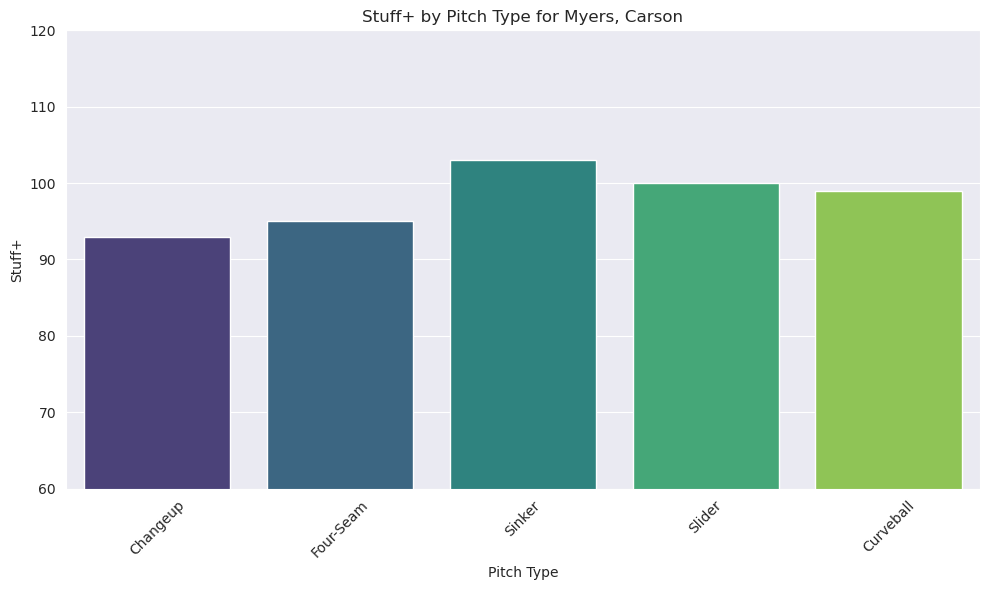 Stuff+ by Pitch Type for Myers, Carson
120
110
100
90
80
70
60
Stuff+
Changeup
Four-Seam
Sinker
Slider
Curveball
Pitch Type